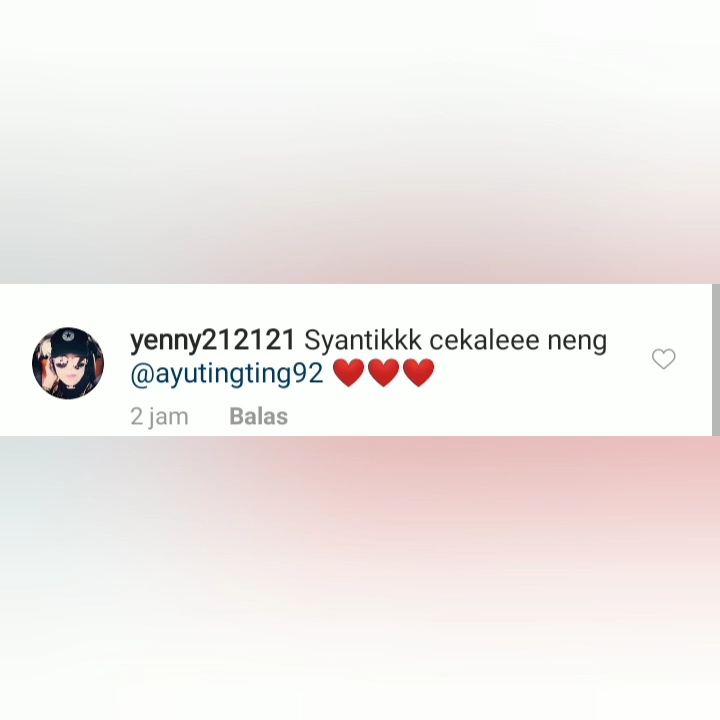 yenny212121 Syantikkk cekaleee neng
@ayutingting92 ❤️❤️❤️
2 jam Balas